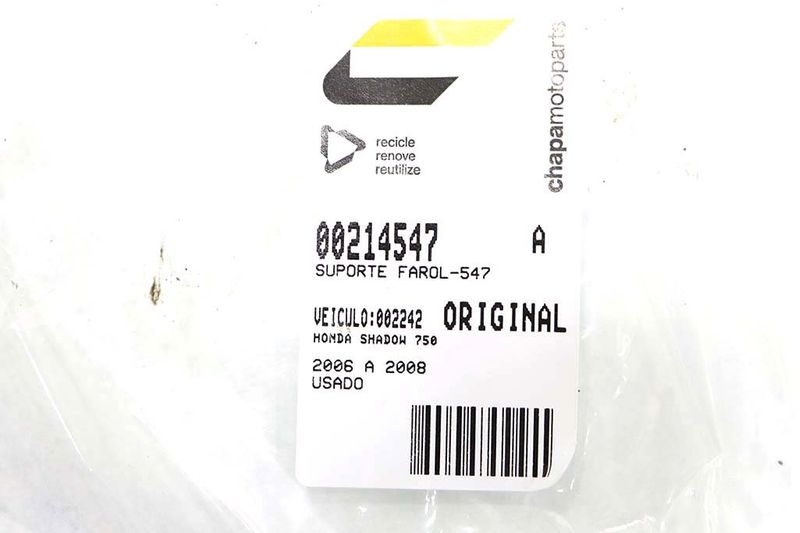 chapamotoparts
recicle
renove
reutilize
00214547 A
SUPORTE FAROL-547
VEICULO:002242 ORIGINAL
HONDA SHADOW 750
2006 A 2008
USADO